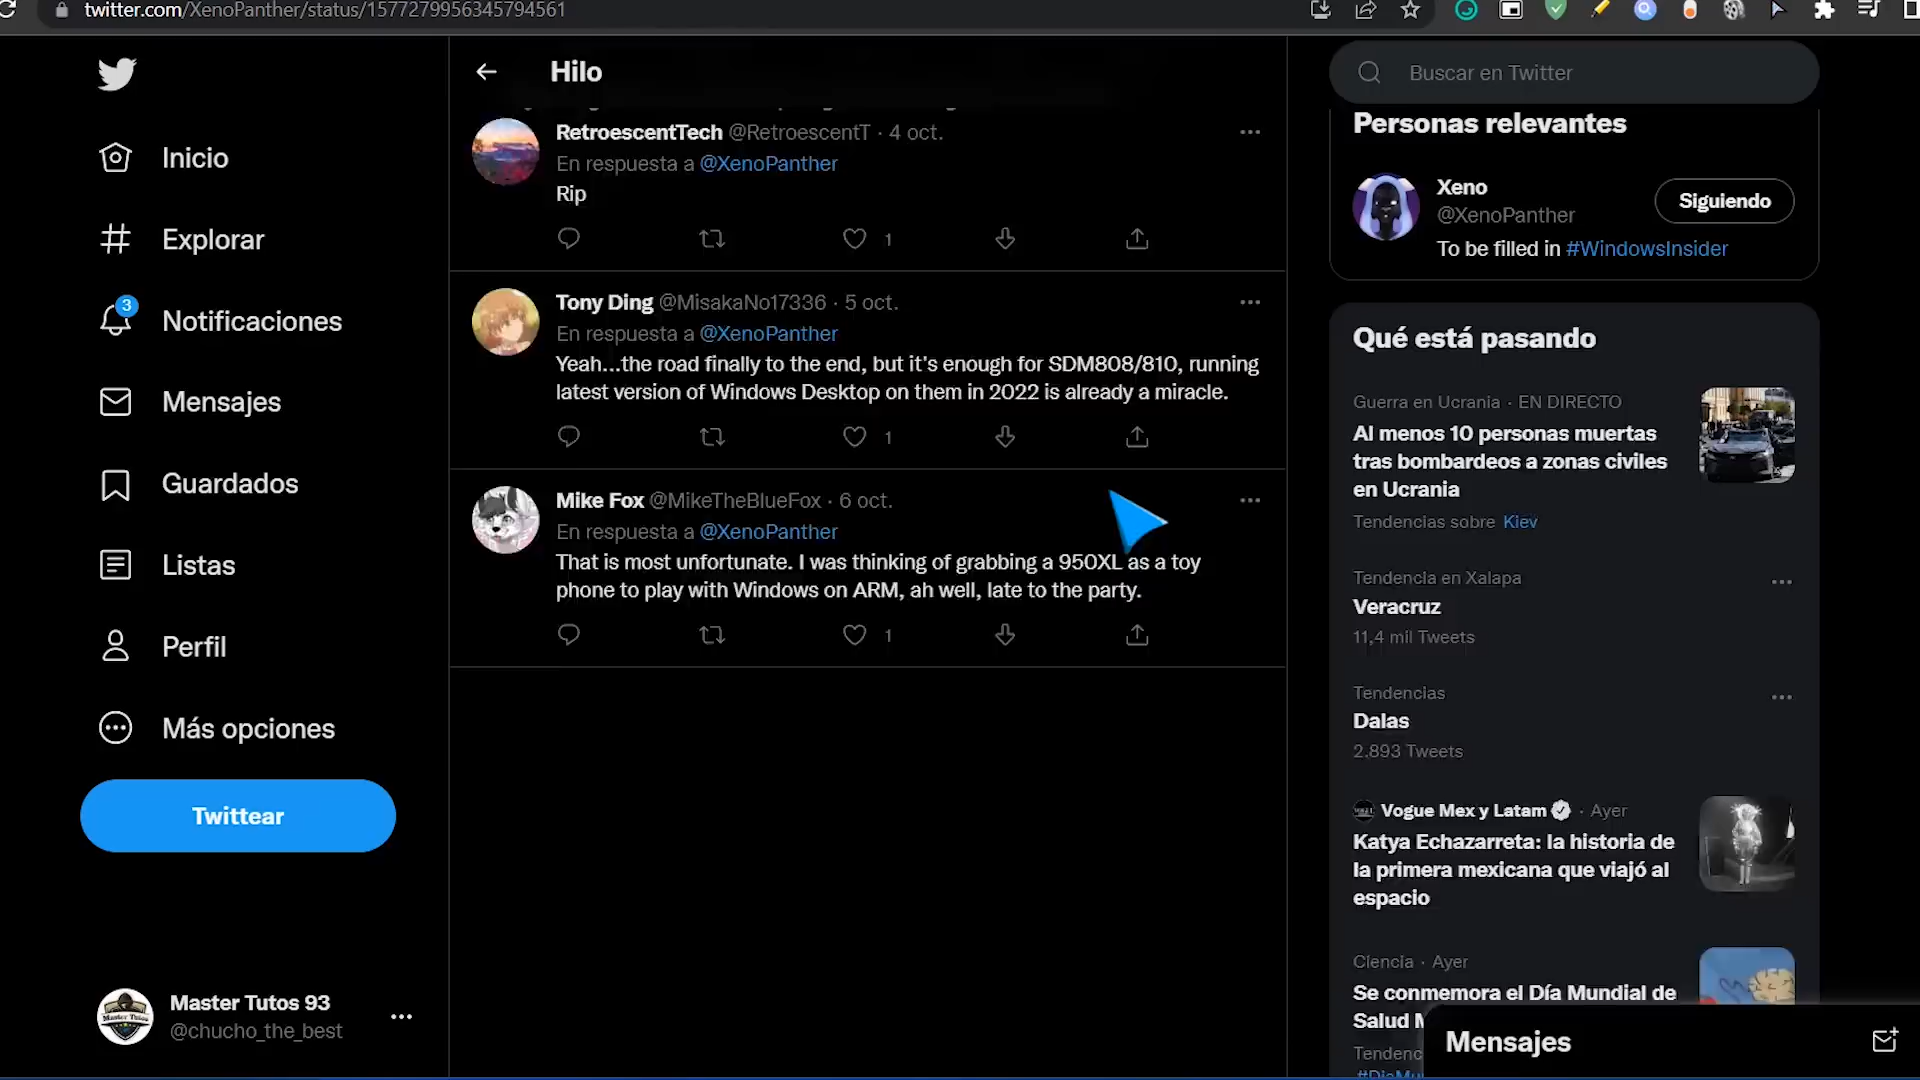 twitter.com/XenoPanther/status/1577279956345794561
Inicio
Explorar
3
Notificaciones
Mensajes
Guardados
Listas
Perfil
Más opciones
Twittear
Master Tutos 93
@chucho_the_best
Hilo
RetroescentTech @RetroescentT · 4 oct.
En respuesta a @XenoPanther
Rip
1
Tony Ding @MisakaNo17336 · 5 oct.
En respuesta a @XenoPanther
Yeah...the road finally to the end, but it's enough for SDM808/810, running
latest version of Windows Desktop on them in 2022 is already a miracle.
1
Mike Fox @MikeTheBlueFox · 6 oct.
En respuesta a @XenoPanther
That is most unfortunate. I was thinking of grabbing a 950XL as a toy
phone to play with Windows on ARM, ah well, late to the party.
1
Buscar en Twitter
Personas relevantes
Xeno
@XenoPanther
Siguiendo
To be filled in #WindowsInsider
Qué está pasando
Guerra en Ucrania · EN DIRECTO
Al menos 10 personas muertas
tras bombardeos a zonas civiles
en Ucrania
Tendencias sobre Kiev
Tendencia en Xalapa
Veracruz
11,4 mil Tweets
Tendencias
Dalas
2.893 Tweets
Vogue Mex y Latam · Ayer
Katya Echazarreta: la historia de
la primera mexicana que viajó al
espacio
Ciencia · Ayer
Se conmemora el Día Mundial de
Salud
Mensajes